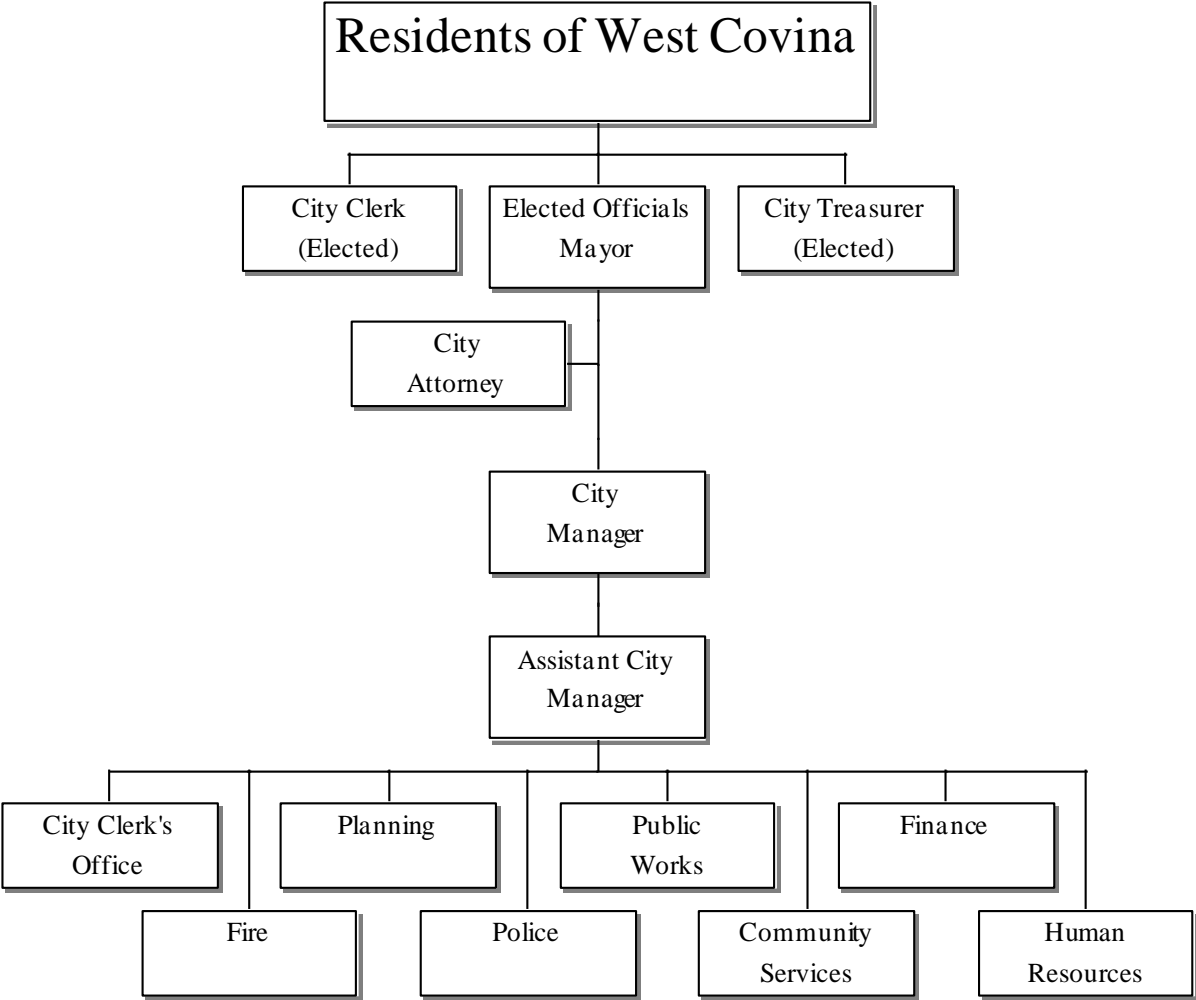 Residents of West Covina
City Clerk
(Elected)
Elected Officials
Mayor
City Treasurer
(Elected)
City
Attorney
City
Manager
Assistant City
Manager
City Clerk's
Office
Planning
Public
Works
Finance
Fire
Police
Community
Services
Human
Resources